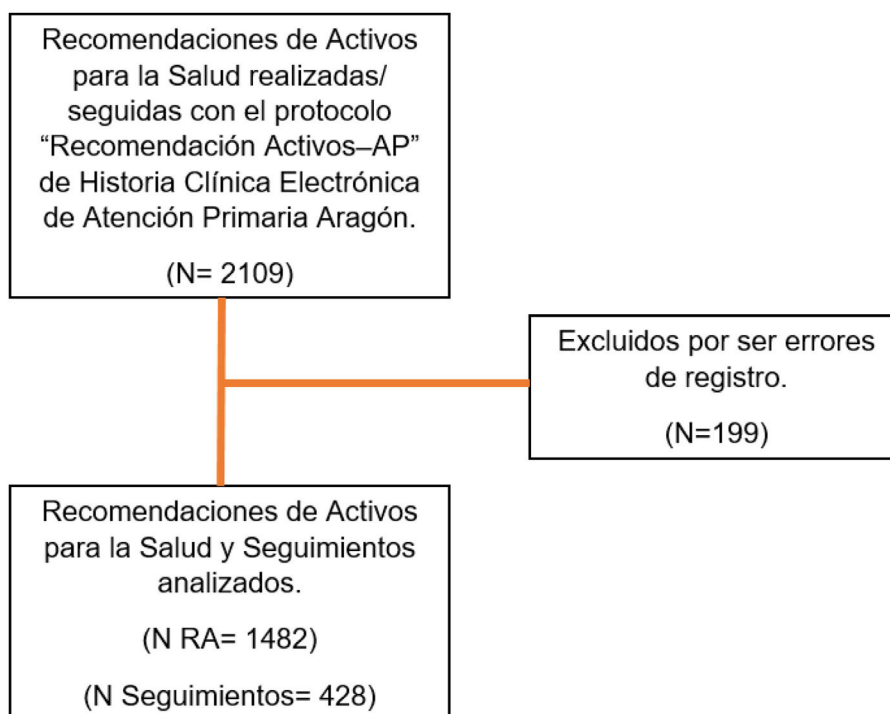 Recomendaciones de Activos
para la Salud realizadas/
seguidas con el protocolo
“Recomendación Activos–AP”
de Historia Clínica Electrónica
de Atención Primaria Aragón.
(N= 2109)
Excluidos por ser errores
de registro.
(N=199)
Recomendaciones de Activos
para la Salud y Seguimientos
analizados.
(N RA= 1482)
(N Seguimientos= 428)